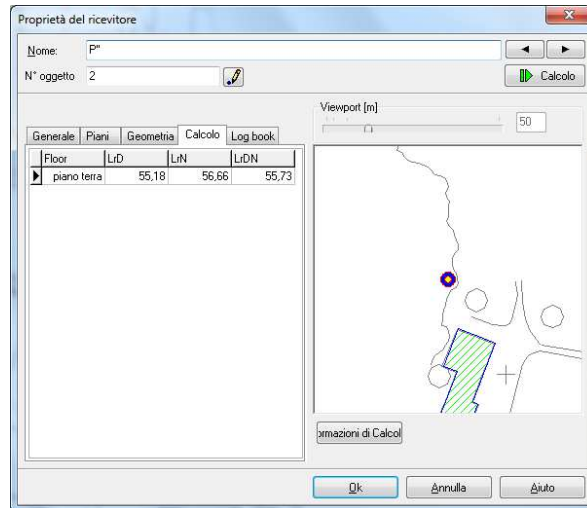 Proprietà del ricevitore
Nome: P"
N° oggetto 2
Calcolo
Viewport [m]
50
Generale Piani Geometria Calcolo Log book
Floor LrD LrN LrDN
piano terra 55,18 56,66 55,73
ormazioni di Calcol
Ok Annulla Aiuto